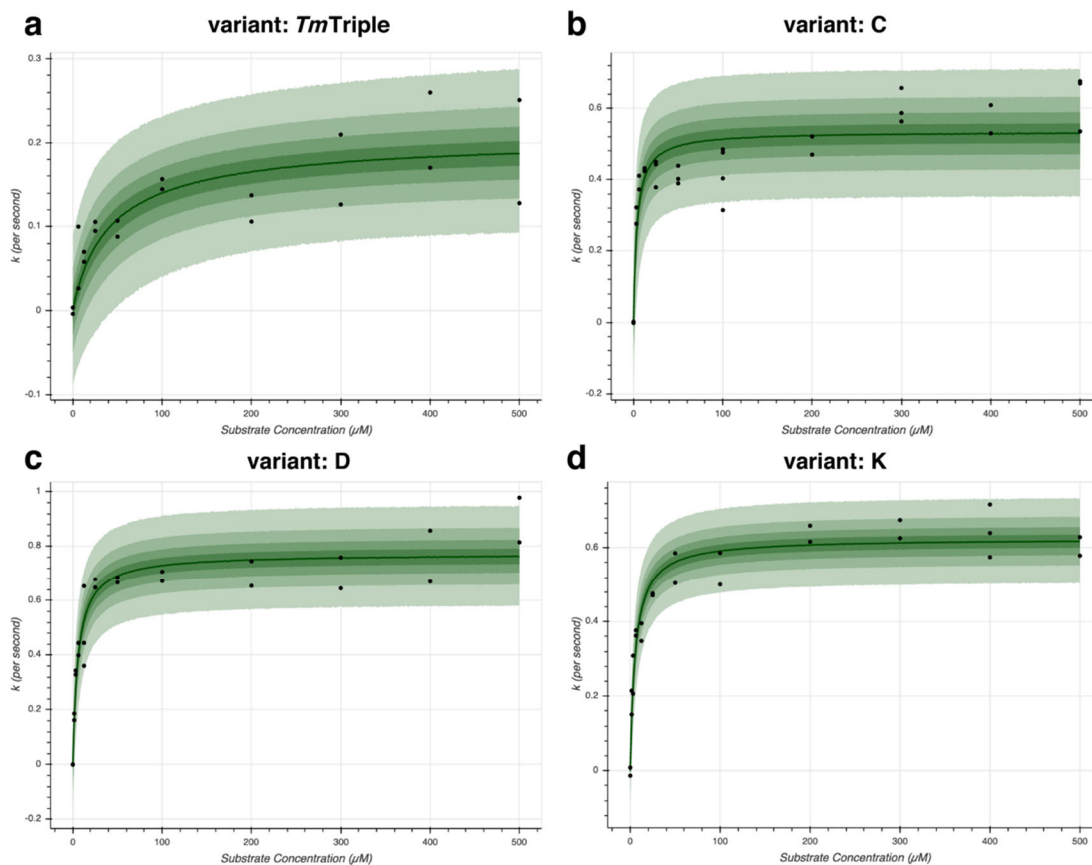 a
variant: TmTriple
0.3
0.2
0.1
0
-0.1
k (per second)
0
100
200
300
400
500
Substrate Concentration (μM)
b
variant: C
0.6
0.4
0.2
0
-0.2
k (per second)
0
100
200
300
400
500
Substrate Concentration (μM)
c
variant: D
1
0.8
0.6
0.4
0.2
0
-0.2
k (per second)
0
100
200
300
400
500
Substrate Concentration (μM)
d
variant: K
0.6
0.4
0.2
0
k (per second)
0
100
200
300
400
500
Substrate Concentration (μM)